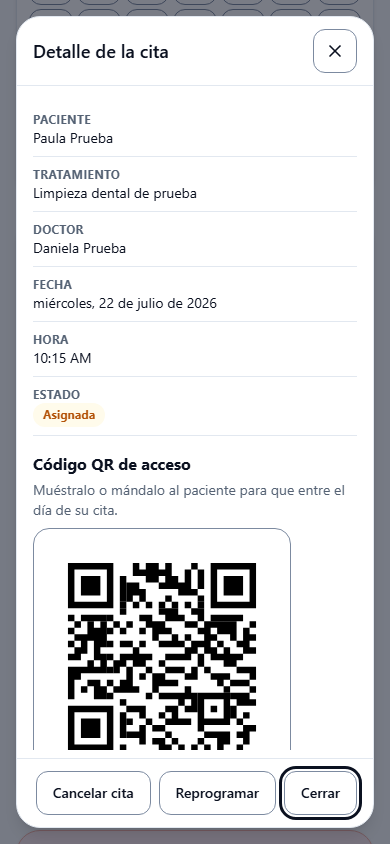 Detalle de la cita
PACIENTE
Paula Prueba
TRATAMIENTO
Limpieza dental de prueba
DOCTOR
Daniela Prueba
FECHA
miércoles, 22 de julio de 2026
HORA
10:15 AM
ESTADO
Asignada
Código QR de acceso
Muéstralo o mándalo al paciente para que entre el
día de su cita.
Cancelar cita
Reprogramar
Cerrar